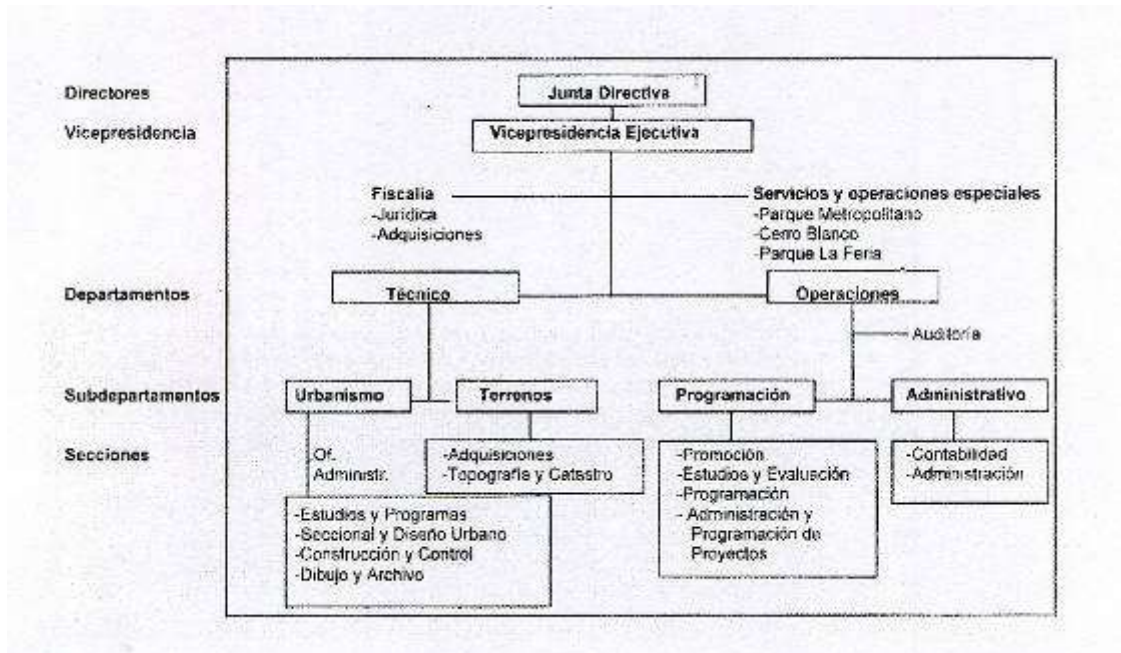 Directores
Junta Directiva
Vicepresidencia
Vicepresidencia Ejecutiva
Fiscalia
-Juridica
-Adquisiciones
Servicios y operaciones especiales
-Parque Metropolitano
-Cerro Blanco
-Parque La Feria
Departamentos
Técnico
Operaciones
Auditoría
Subdepartamentos
Urbanismo
Terrenos
Programación
Administrativo
Secciones
Of.
Administr.
-Estudios y Programas
-Seccional y Diseño Urbano
-Construcción y Control
-Dibujo y Archivo
-Adquisiciones
-Topografía y Catastro
-Promoción
-Estudios y Evaluación
-Programación
- Administración y
Programación de
Proyectos
-Contabilidad
-Administración